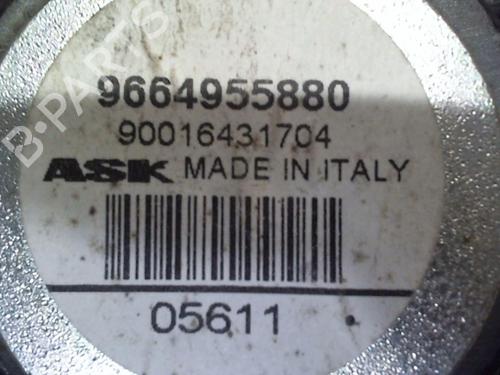 9664955880
90016431704
ASK MADE IN ITALY
05611
B-PARTS